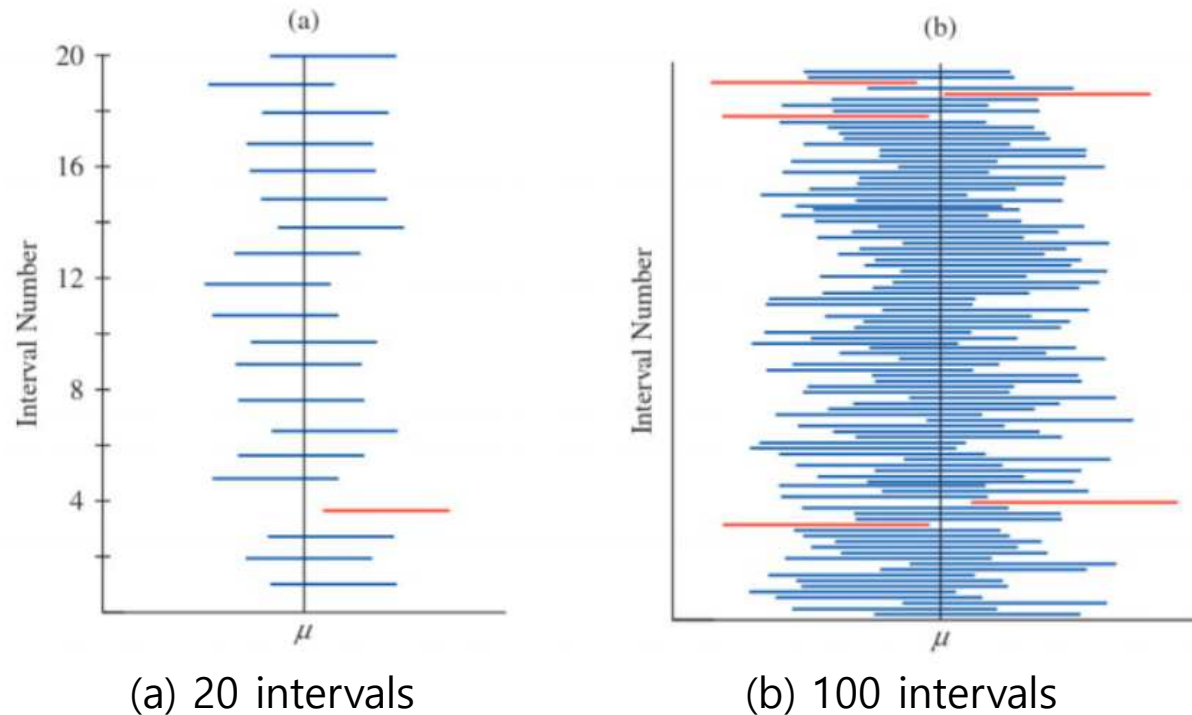 (a)
20
16
12
8
4
Interval Number
μ
(b)
Interval Number
μ
(a) 20 intervals
(b) 100 intervals